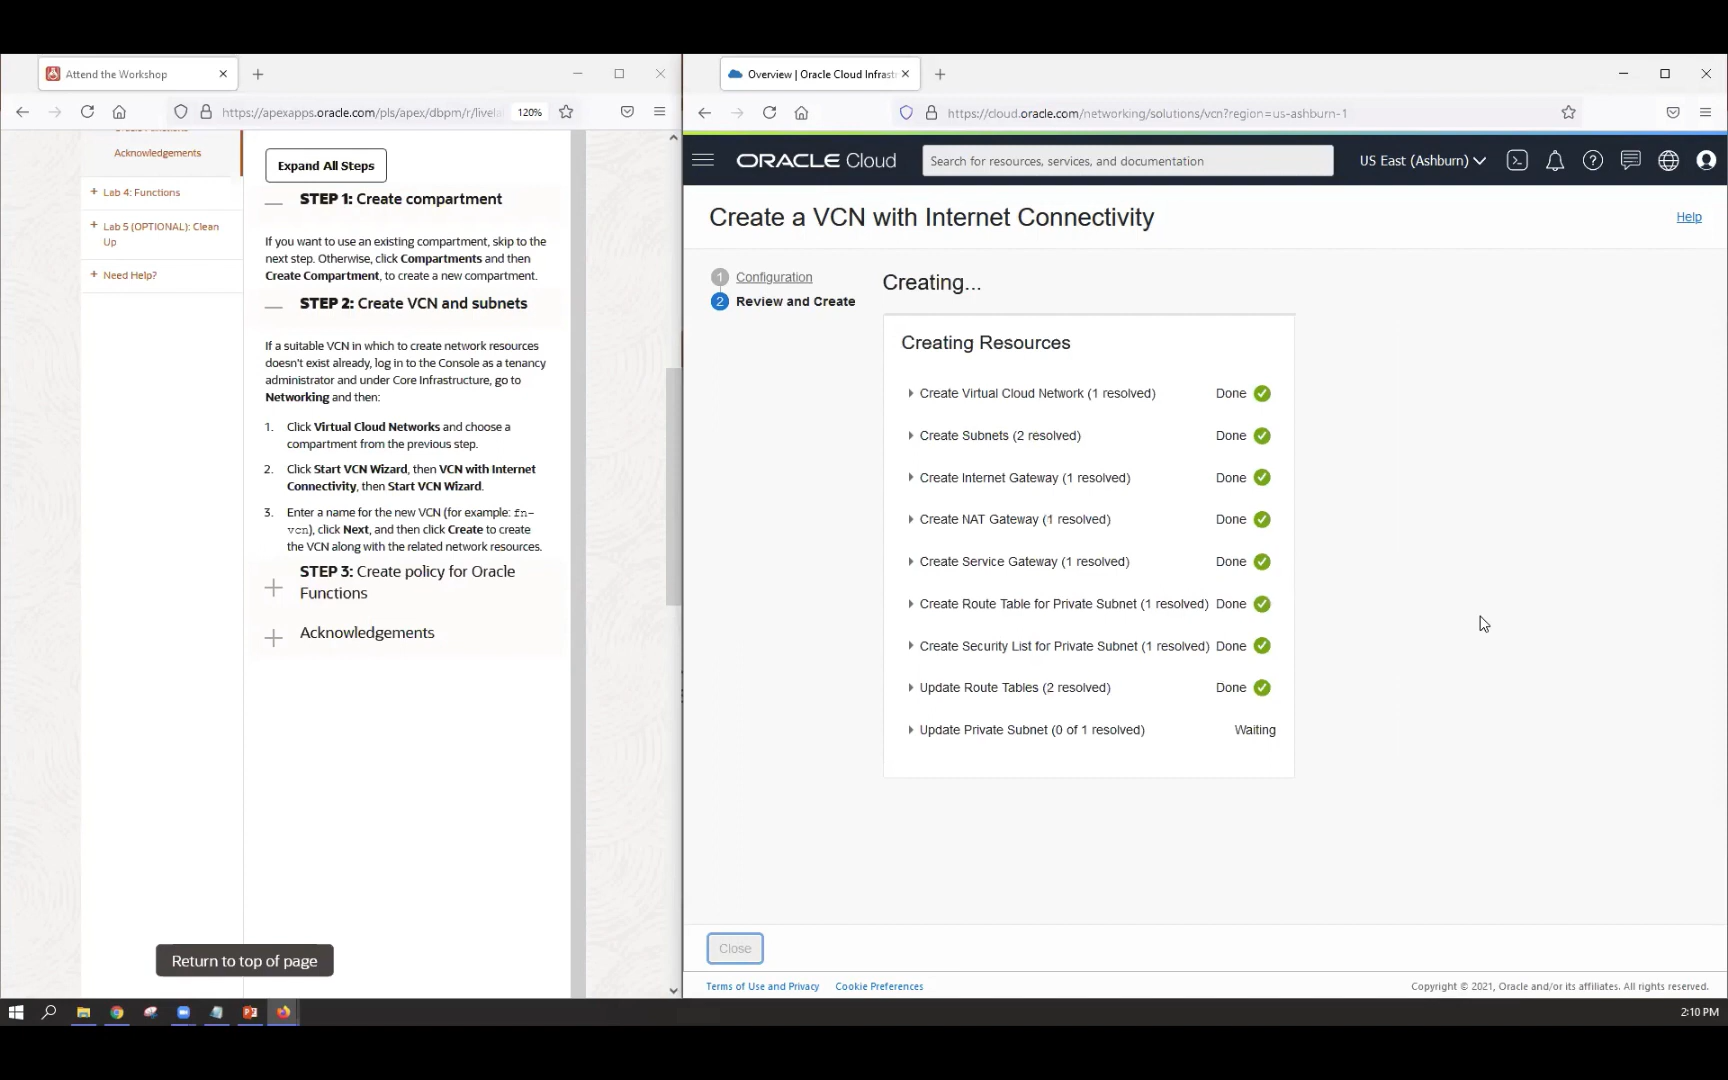 Attend the Workshop
https://apexapps.oracle.com/pls/apex/dbpm/r/livela
120%
Acknowledgements
+ Lab 4: Functions
+ Lab 5 (OPTIONAL): Clean
Up
+ Need Help?
Expand All Steps
STEP 1: Create compartment
If you want to use an existing compartment, skip to the
next step. Otherwise, click Compartments and then
Create Compartment, to create a new compartment.
STEP 2: Create VCN and subnets
If a suitable VCN in which to create network resources
doesn't exist already, log in to the Console as a tenancy
administrator and under Core Infrastructure, go to
Networking and then:
1. Click Virtual Cloud Networks and choose a
compartment from the previous step.
2. Click Start VCN Wizard, then VCN with Internet
Connectivity, then Start VCN Wizard.
3. Enter a name for the new VCN (for example: fn-
vcn), click Next, and then click Create to create
the VCN along with the related network resources.
STEP 3: Create policy for Oracle
Functions
Acknowledgements
Return to top of page
Overview | Oracle Cloud Infrast
https://cloud.oracle.com/networking/solutions/vcn?region=us-ashburn-1
ORACLE Cloud
Search for resources, services, and documentation
US East (Ashburn)
Create a VCN with Internet Connectivity
Help
1 Configuration
2 Review and Create
Creating...
Creating Resources
Create Virtual Cloud Network (1 resolved) Done
Create Subnets (2 resolved) Done
Create Internet Gateway (1 resolved) Done
Create NAT Gateway (1 resolved) Done
Create Service Gateway (1 resolved) Done
Create Route Table for Private Subnet (1 resolved) Done
Create Security List for Private Subnet (1 resolved) Done
Update Route Tables (2 resolved) Done
Update Private Subnet (0 of 1 resolved) Waiting
Close
Terms of Use and Privacy Cookie Preferences
Copyright © 2021, Oracle and/or its affiliates. All rights reserved.
2:10 PM